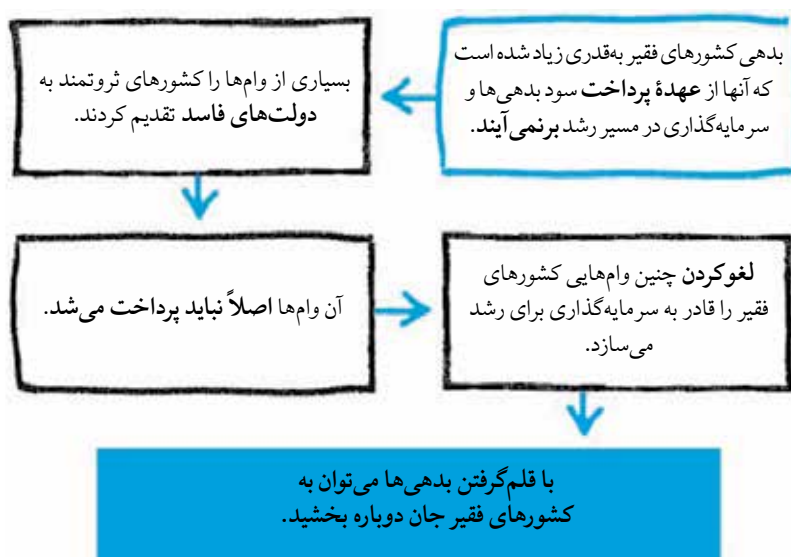 بدهی کشورهای فقیر به‌قدری زیاد شده است
که آنها از عهدهٔ پرداخت سود بدهی‌ها و
سرمایه‌گذاری در مسیر رشد برنمی‌آیند.
بسیاری از وام‌ها را کشورهای ثروتمند به
دولت‌های فاسد تقدیم کردند.
آن وام‌ها اصلاً نباید پرداخت می‌شد.
لغوکردن چنین وام‌هایی کشورهای
فقیر را قادر به سرمایه‌گذاری برای رشد
می‌سازد.
با قلم‌گرفتن بدهی‌ها می‌توان به
کشورهای فقیر جان دوباره بخشید.